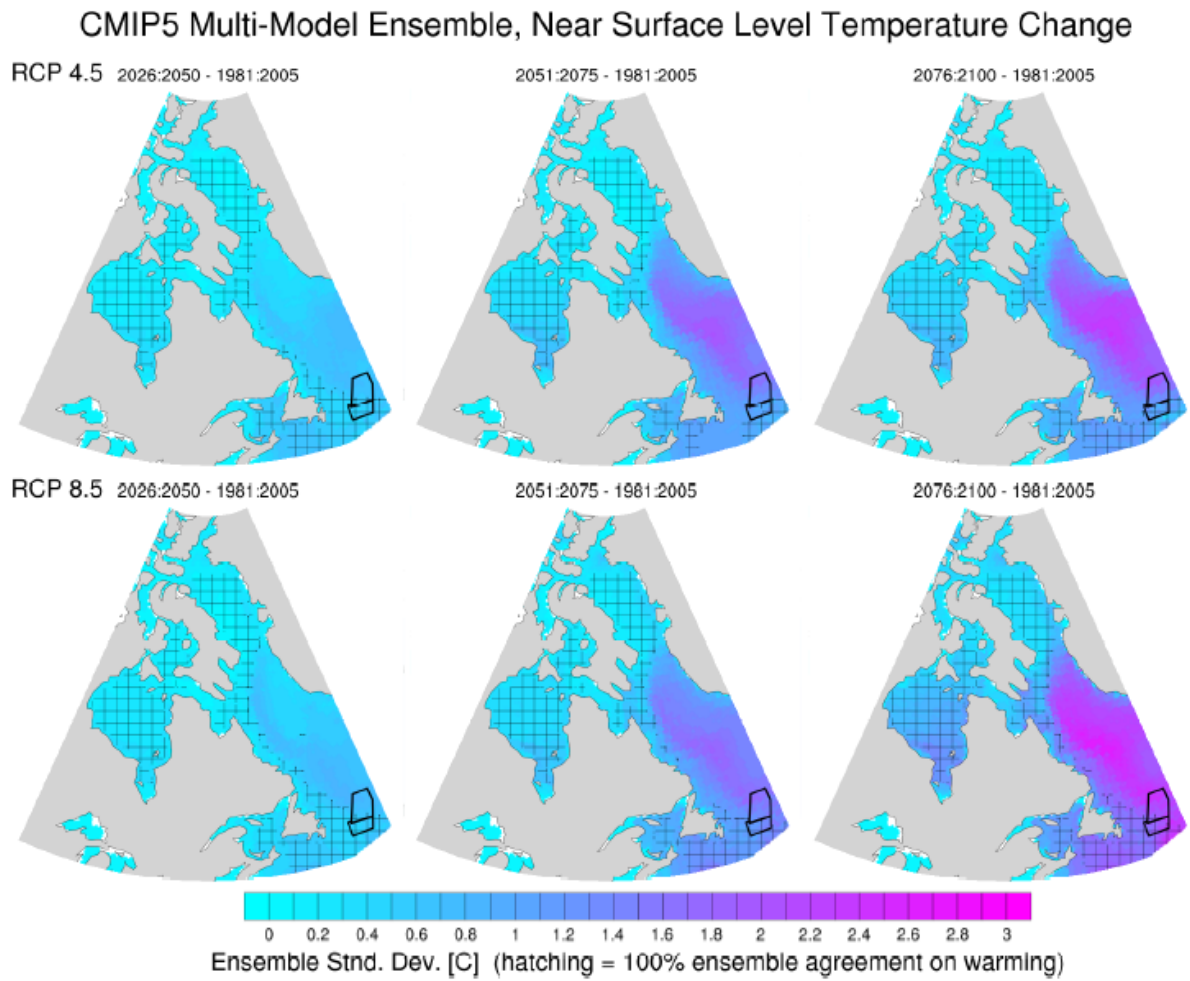 CMIP5 Multi-Model Ensemble, Near Surface Level Temperature Change
RCP 4.5 2026:2050 - 1981:2005 2051:2075 - 1981:2005 2076:2100 - 1981:2005
RCP 8.5 2026:2050 - 1981:2005 2051:2075 - 1981:2005 2076:2100 - 1981:2005
0 0.2 0.4 0.6 0.8 1 1.2 1.4 1.6 1.8 2 2.2 2.4 2.6 2.8 3
Ensemble Stnd. Dev. [C] (hatching = 100% ensemble agreement on warming)